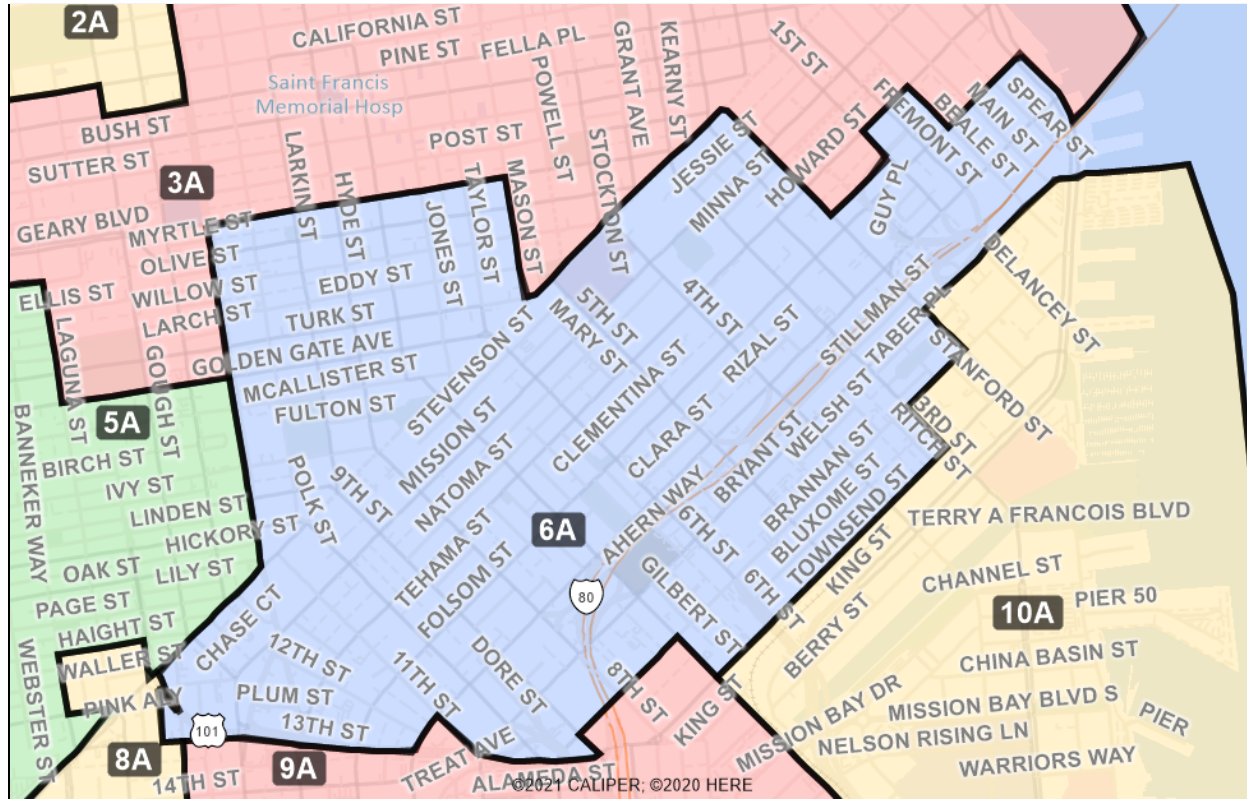 2A
CALIFORNIA ST
PINE ST
FELLA PL
GRANT AVE
KEARNY ST
1ST ST
Saint Francis
Memorial Hosp
POWELL ST
BUSH ST
POST ST
STOCKTON ST
SUTTER ST
3A
LARKIN ST
HYDE ST
JONES ST
TAYLOR ST
MASON ST
JESSIE ST
MINNA ST
HOWARD ST
FREMONT ST
BEALE ST
MAIN ST
SPEAR ST
GUY PL
GEARY BLVD
MYRTLE ST
OLIVE ST
ELLIS ST
WILLOW ST
EDDY ST
LARCH ST
TURK ST
GOLDEN GATE AVE
MCALLISTER ST
FULTON ST
LAGUNA ST
GOUGH ST
5A
STEVENSON ST
MARY ST
5TH ST
4TH ST
RIZAL ST
STILLMAN ST
TABER PL
DELANCEY ST
STANFORD ST
BANNEKER WAY
BIRCH ST
IVY ST
LINDEN ST
HICKORY ST
OAK ST
LILY ST
PAGE ST
HAIGHT ST
POLK ST
9TH ST
MISSION ST
NATOMA ST
CLEMENTINA ST
CLARA ST
BRYANT ST
WELSH ST
3RD ST
RITCH ST
BRANNAN ST
BLUXOME ST
TOWNSEND ST
6A
AHERN WAY
6TH ST
TEHAMA ST
FOLSOM ST
80
GILBERT ST
6TH ST
KING ST
BERRY ST
TERRY A FRANCOIS BLVD
CHANNEL ST
10A
PIER 50
CHINA BASIN ST
MISSION BAY DR
MISSION BAY BLVD S
NELSON RISING LN
PIER
WARRIORS WAY
WEBSTER ST
WALLER ST
PINK ALY
CHASE CT
12TH ST
PLUM ST
11TH ST
DORE ST
8TH ST
KING ST
101
13TH ST
8A
9A
14TH ST
TREAT AVE
ALAMEDA ST
©2021 CALIPER; ©2020 HERE